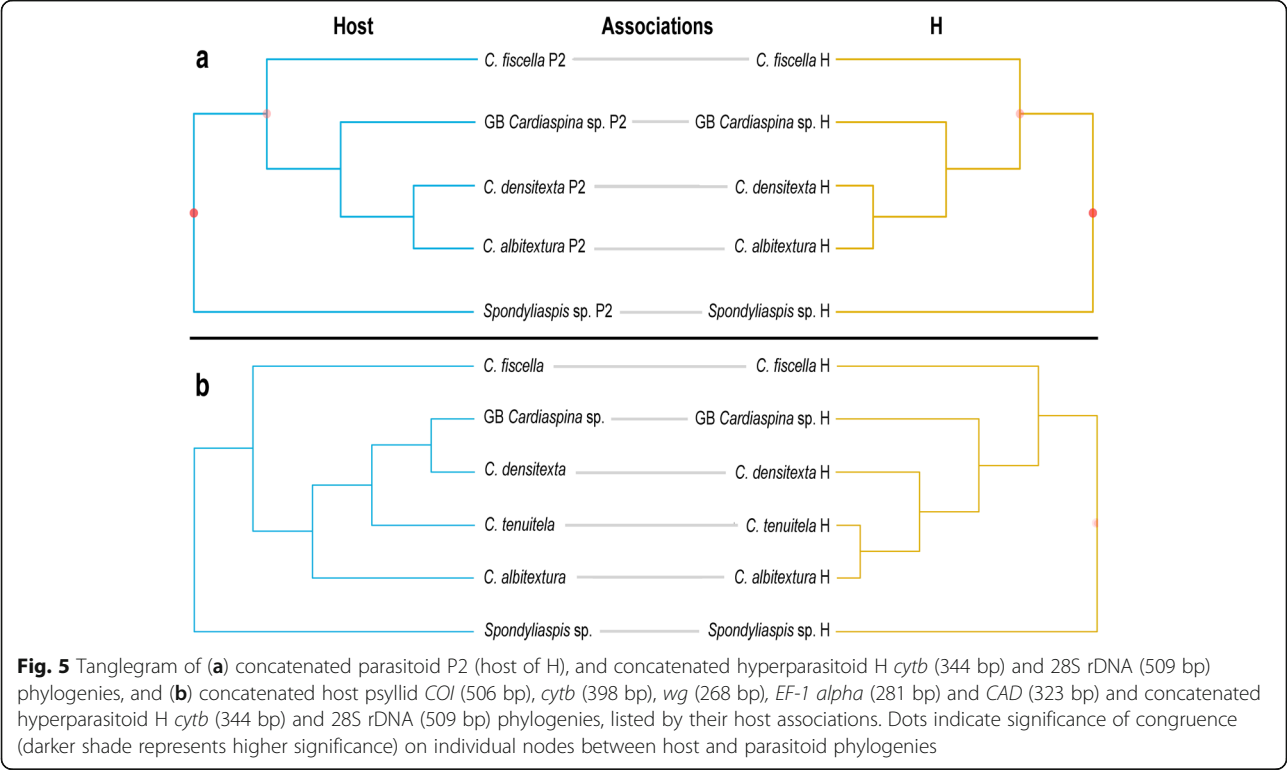 Host Associations H
a
C. fiscella P2 C. fiscella H
GB Cardiaspina sp. P2 GB Cardiaspina sp. H
C. densitexta P2 C. densitexta H
C. albitextura P2 C. albitextura H
Spondyliaspis sp. P2 Spondyliaspis sp. H
b
C. fiscella C. fiscella H
GB Cardiaspina sp. GB Cardiaspina sp. H
C. densitexta C. densitexta H
C. tenuitela C. tenuitela H
C. albitextura C. albitextura H
Spondyliaspis sp. Spondyliaspis sp. H
Fig. 5 Tanglegram of (a) concatenated parasitoid P2 (host of H), and concatenated hyperparasitoid H cytb (344 bp) and 28S rDNA (509 bp)
phylogenies, and (b) concatenated host psyllid COI (506 bp), cytb (398 bp), wg (268 bp), EF-1 alpha (281 bp) and CAD (323 bp) and concatenated
hyperparasitoid H cytb (344 bp) and 28S rDNA (509 bp) phylogenies, listed by their host associations. Dots indicate significance of congruence
(darker shade represents higher significance) on individual nodes between host and parasitoid phylogenies